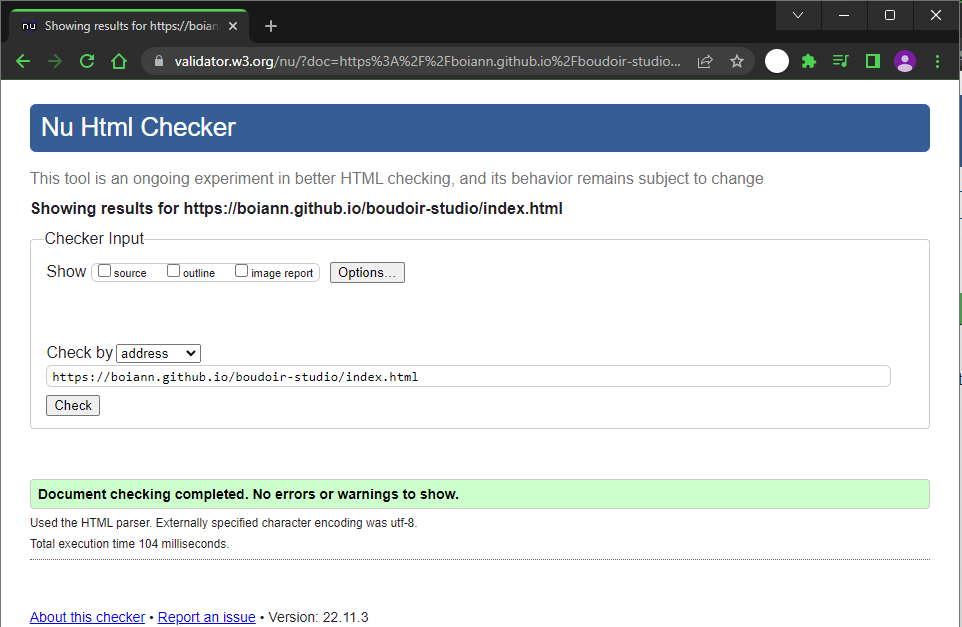 nu Showing results for https://boian
validator.w3.org/nu/?doc=https%3A%2F%2Fboiann.github.io%2Fboudoir-studio...
Nu Html Checker
This tool is an ongoing experiment in better HTML checking, and its behavior remains subject to change
Showing results for https://boiann.github.io/boudoir-studio/index.html
Checker Input
Show source outline image report Options...
Check by address
https://boiann.github.io/boudoir-studio/index.html
Check
Document checking completed. No errors or warnings to show.
Used the HTML parser. Externally specified character encoding was utf-8.
Total execution time 104 milliseconds.
About this checker • Report an issue • Version: 22.11.3